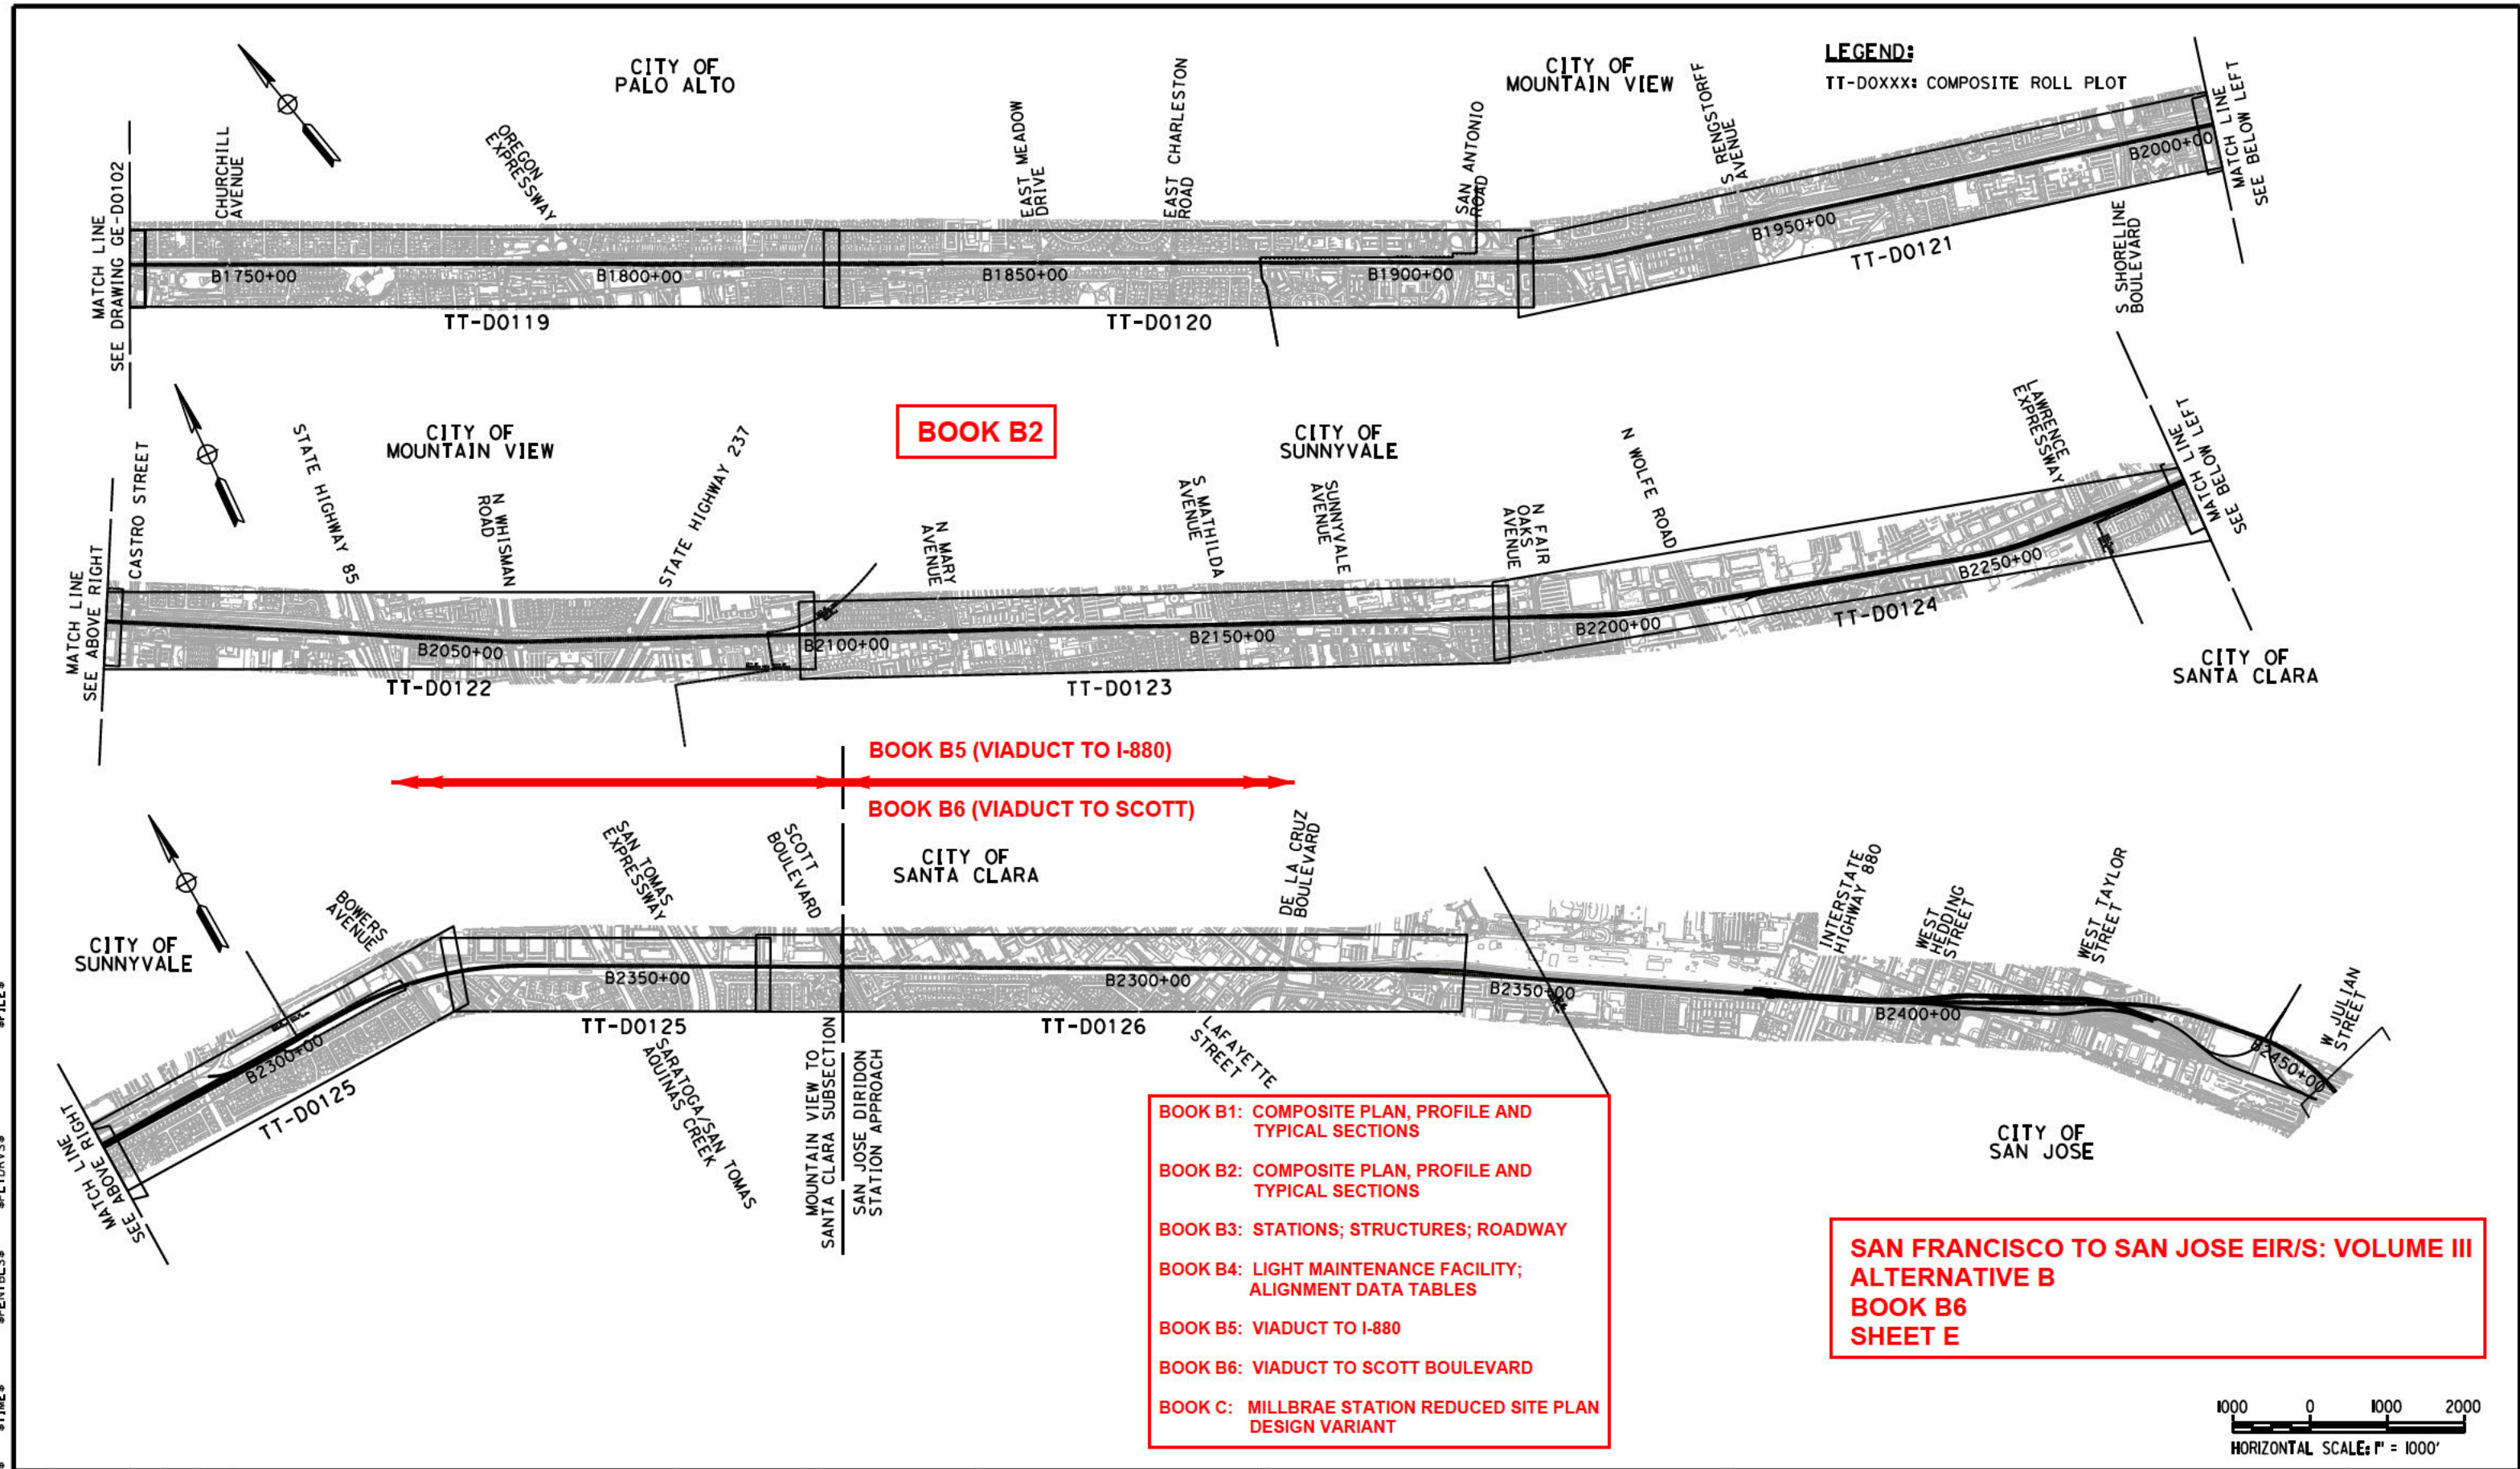 CITY OF
PALO ALTO
CITY OF
MOUNTAIN VIEW
LEGEND:
TT-D0XXX: COMPOSITE ROLL PLOT
MATCH LINE
SEE DRAWING GE-D0102
CHURCHILL
AVENUE
OREGON
EXPRESSWAY
EAST MEADOW
DRIVE
EAST CHARLESTON
ROAD
SAN ANTONIO
ROAD
S RENGSTORFF
AVENUE
MATCH LINE
SEE BELOW LEFT
B1750+00
B1800+00
B1850+00
B1900+00
B1950+00
B2000+00
TT-D0119
TT-D0120
TT-D0121
S SHORELINE
BOULEVARD
BOOK B2
CITY OF
MOUNTAIN VIEW
CITY OF
SUNNYVALE
MATCH LINE
SEE ABOVE RIGHT
CASTRO STREET
STATE HIGHWAY 85
N WHISMAN
ROAD
STATE HIGHWAY 237
N MARY
AVENUE
S MATHILDA
AVENUE
SUNNYVALE
AVENUE
N FAIR
OAKS
AVENUE
N WOLFE ROAD
LAWRENCE
EXPRESSWAY
MATCH LINE
SEE BELOW LEFT
B2050+00
B2100+00
B2150+00
B2200+00
B2250+00
TT-D0122
TT-D0123
TT-D0124
CITY OF
SANTA CLARA
BOOK B5 (VIADUCT TO I-880)
BOOK B6 (VIADUCT TO SCOTT)
CITY OF
SUNNYVALE
BOWERS
AVENUE
SAN TOMAS
EXPRESSWAY
SCOTT
BOULEVARD
CITY OF
SANTA CLARA
DE LA CRUZ
BOULEVARD
INTERSTATE
HIGHWAY 880
WEST
HEDDING
STREET
WEST TAYLOR
STREET
W JULIAN
STREET
B2300+00
B2350+00
B2300+00
B2350+00
B2400+00
B2450+00
MATCH LINE
SEE ABOVE RIGHT
TT-D0125
TT-D0125
TT-D0126
SARATOGA/SAN TOMAS
AQUINAS CREEK
MOUNTAIN VIEW TO
SANTA CLARA SUBSECTION
SAN JOSE DIRIDON
STATION APPROACH
LAFAYETTE
STREET
CITY OF
SAN JOSE
BOOK B1: COMPOSITE PLAN, PROFILE AND
TYPICAL SECTIONS
BOOK B2: COMPOSITE PLAN, PROFILE AND
TYPICAL SECTIONS
BOOK B3: STATIONS; STRUCTURES; ROADWAY
BOOK B4: LIGHT MAINTENANCE FACILITY;
ALIGNMENT DATA TABLES
BOOK B5: VIADUCT TO I-880
BOOK B6: VIADUCT TO SCOTT BOULEVARD
BOOK C: MILLBRAE STATION REDUCED SITE PLAN
DESIGN VARIANT
SAN FRANCISCO TO SAN JOSE EIR/S: VOLUME III
ALTERNATIVE B
BOOK B6
SHEET E
1000 0 1000 2000
HORIZONTAL SCALE: 1" = 1000'